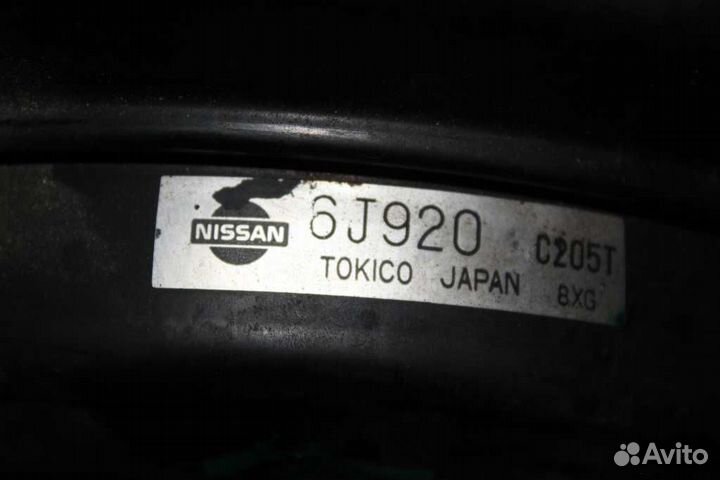 NISSAN 6J920 C205T
TOKICO JAPAN 8XG
Avito